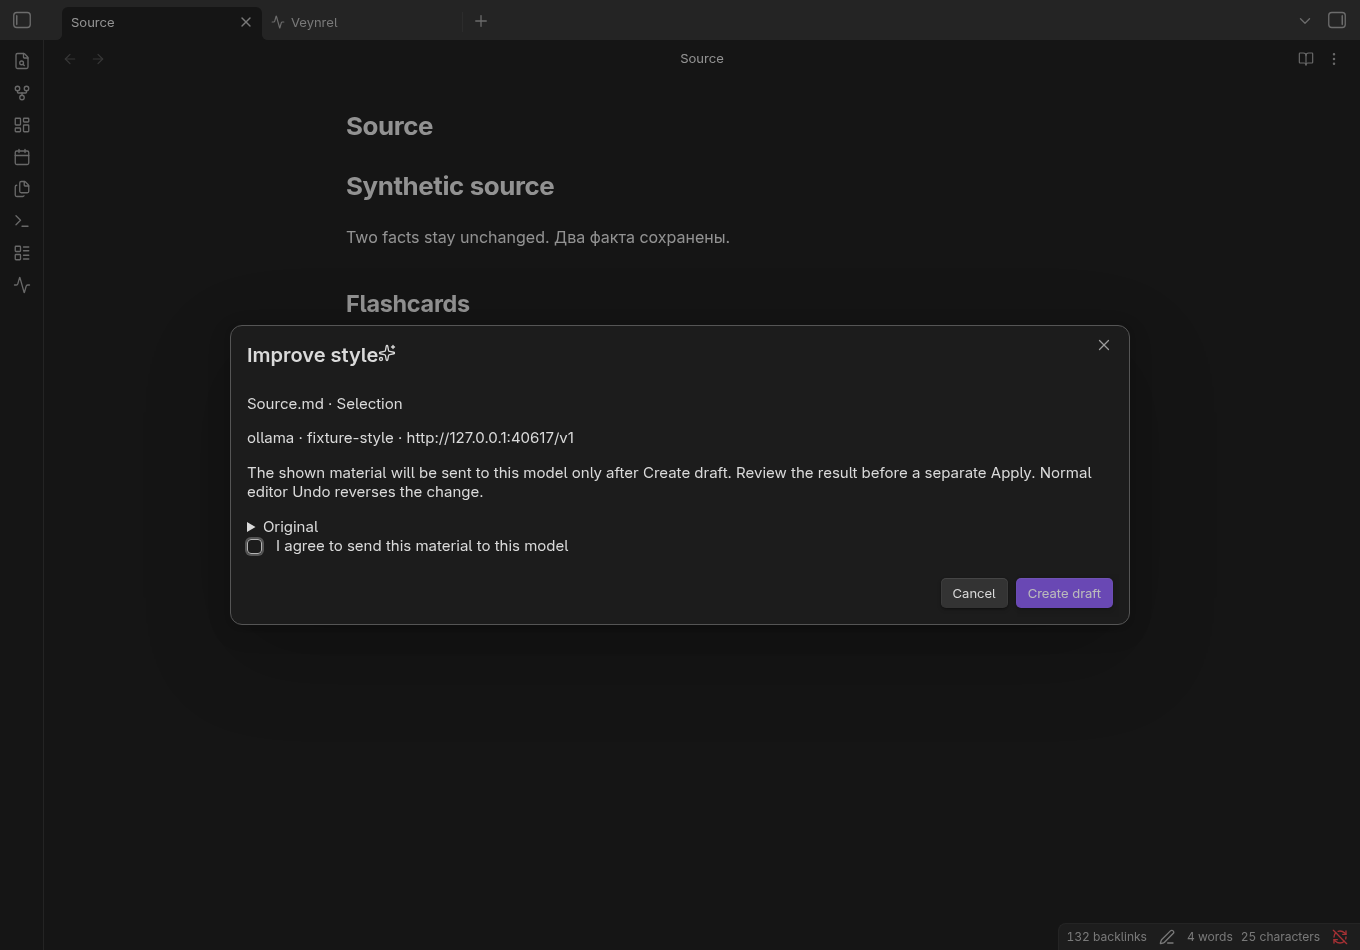 Source
Veynrel
Source
Source
Synthetic source
Two facts stay unchanged. Два факта сохранены.
Flashcards
Improve style
Source.md · Selection
ollama · fixture-style · http://127.0.0.1:40617/v1
The shown material will be sent to this model only after Create draft. Review the result before a separate Apply. Normal
editor Undo reverses the change.
Original
I agree to send this material to this model
Cancel
Create draft
132 backlinks
4 words
25 characters